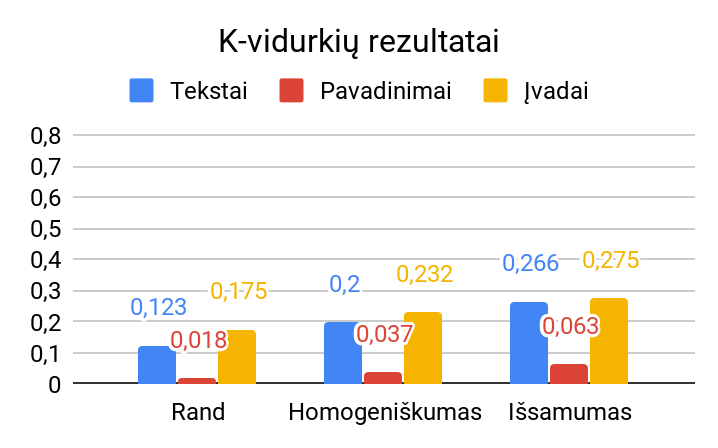 K-vidurkių rezultatai
Tekstai Pavadinimai Įvadai
0,8
0,7
0,6
0,5
0,4
0,3
0,2
0,1
0
0,123 0,018 0,175
0,2 0,037 0,232
0,266 0,063 0,275
Rand Homogeniškumas Išsamumas